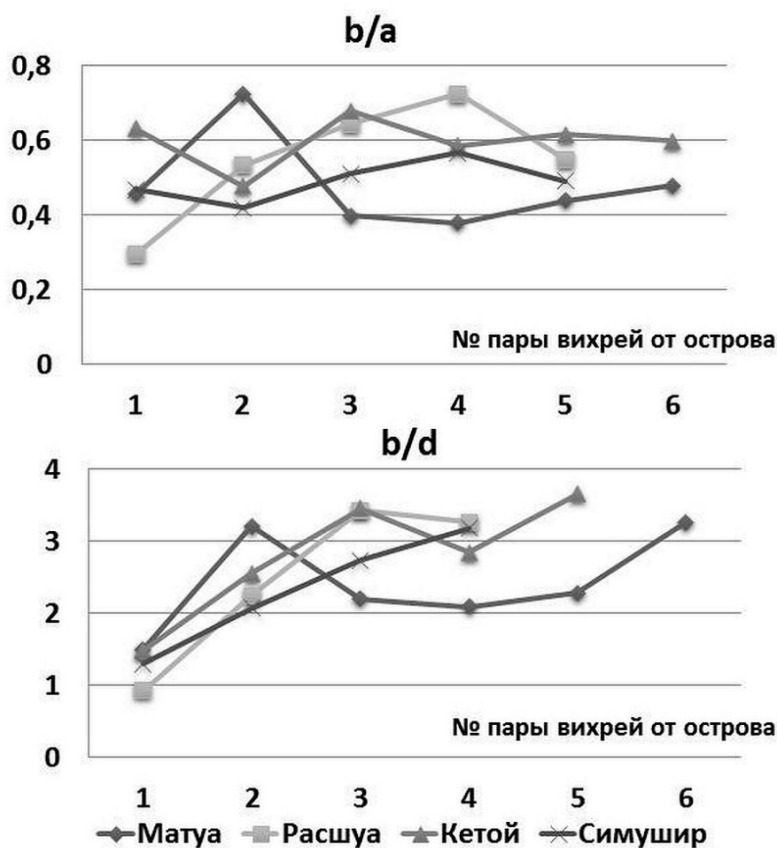 b/a
0,8
0,6
0,4
0,2
0
№ пары вихрей от острова
1 2 3 4 5 6
b/d
4
3
2
1
0
№ пары вихрей от острова
1 2 3 4 5 6
Матуа Расшуа Кетой Симушир